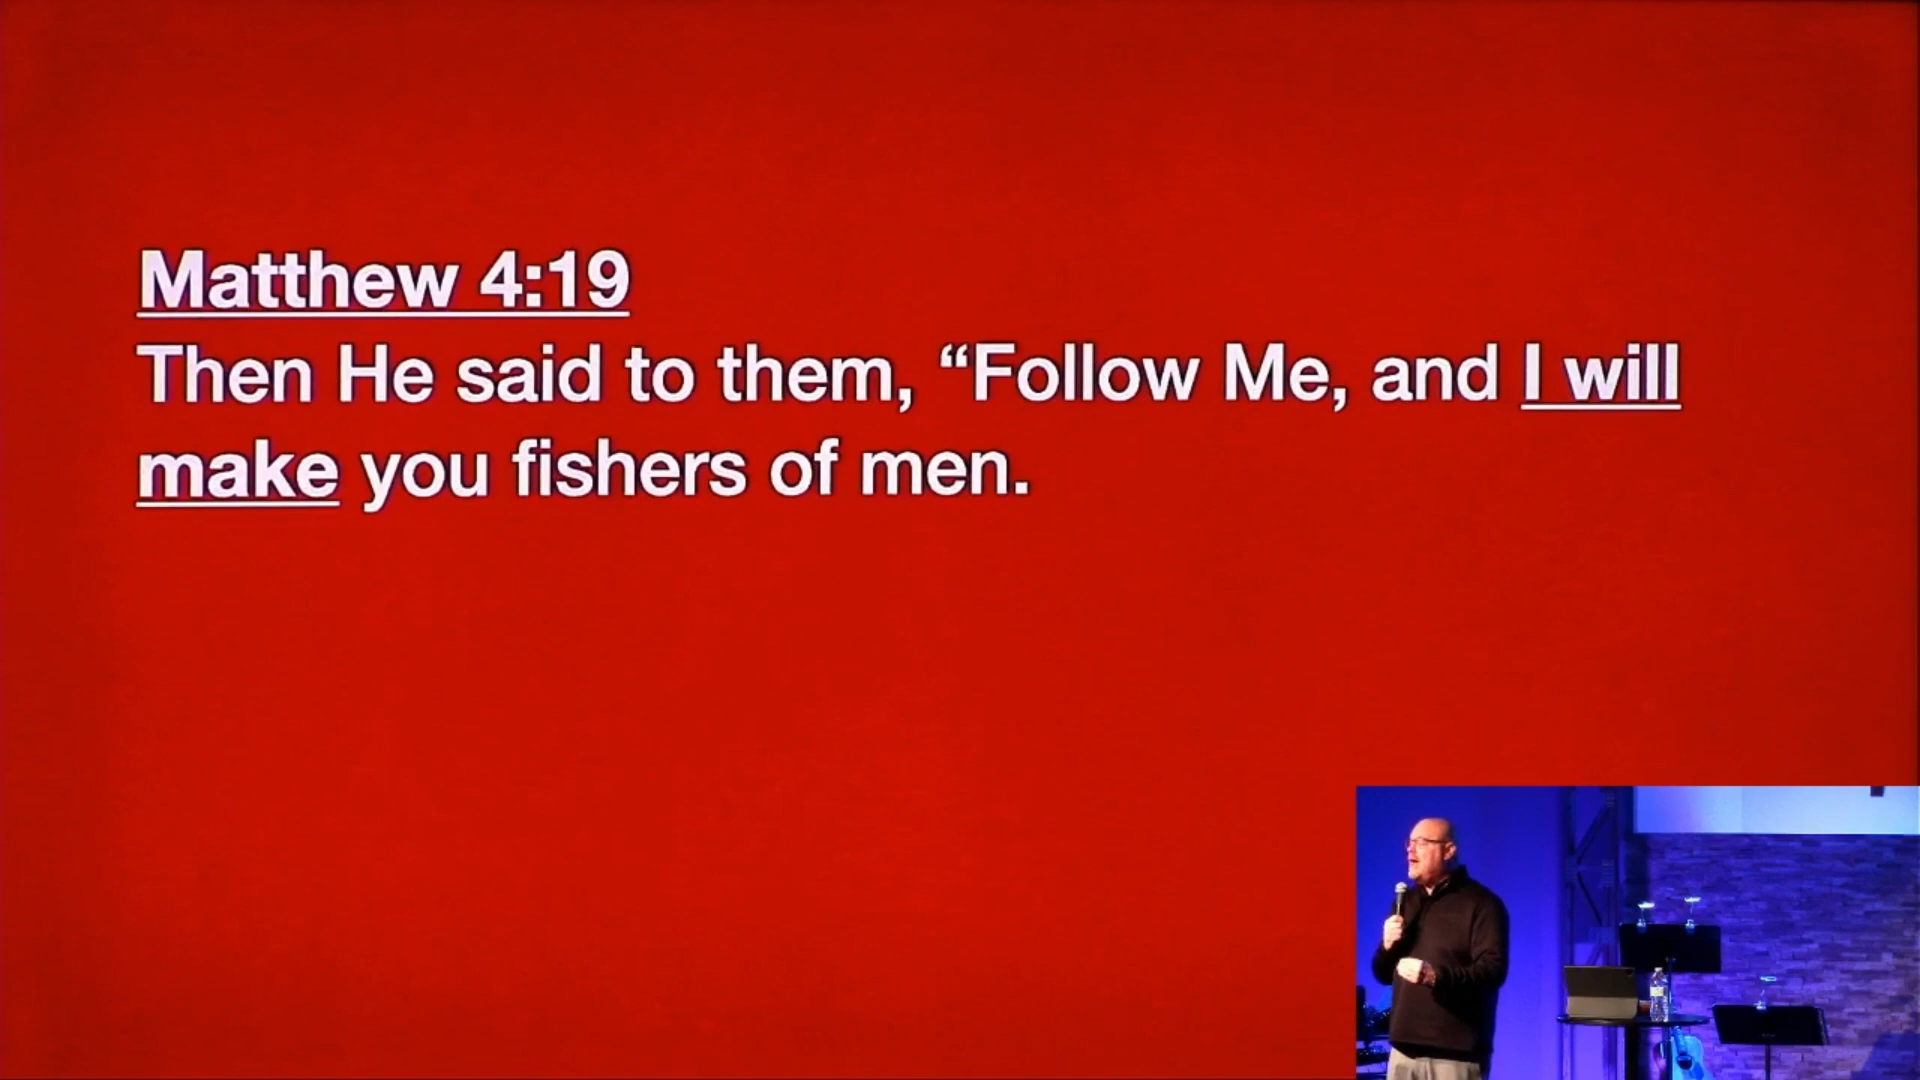 Matthew 4:19
Then He said to them, “Follow Me, and I will
make you fishers of men.